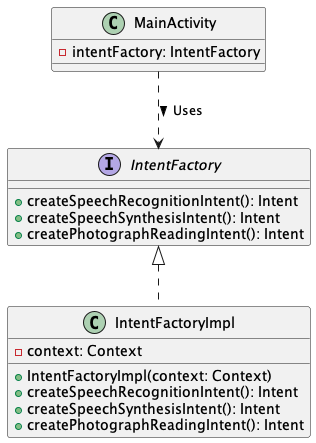 C MainActivity
intentFactory: IntentFactory
Uses
I IntentFactory
createSpeechRecognitionIntent(): Intent
createSpeechSynthesisIntent(): Intent
createPhotographReadingIntent(): Intent
C IntentFactoryImpl
context: Context
IntentFactoryImpl(context: Context)
createSpeechRecognitionIntent(): Intent
createSpeechSynthesisIntent(): Intent
createPhotographReadingIntent(): Intent